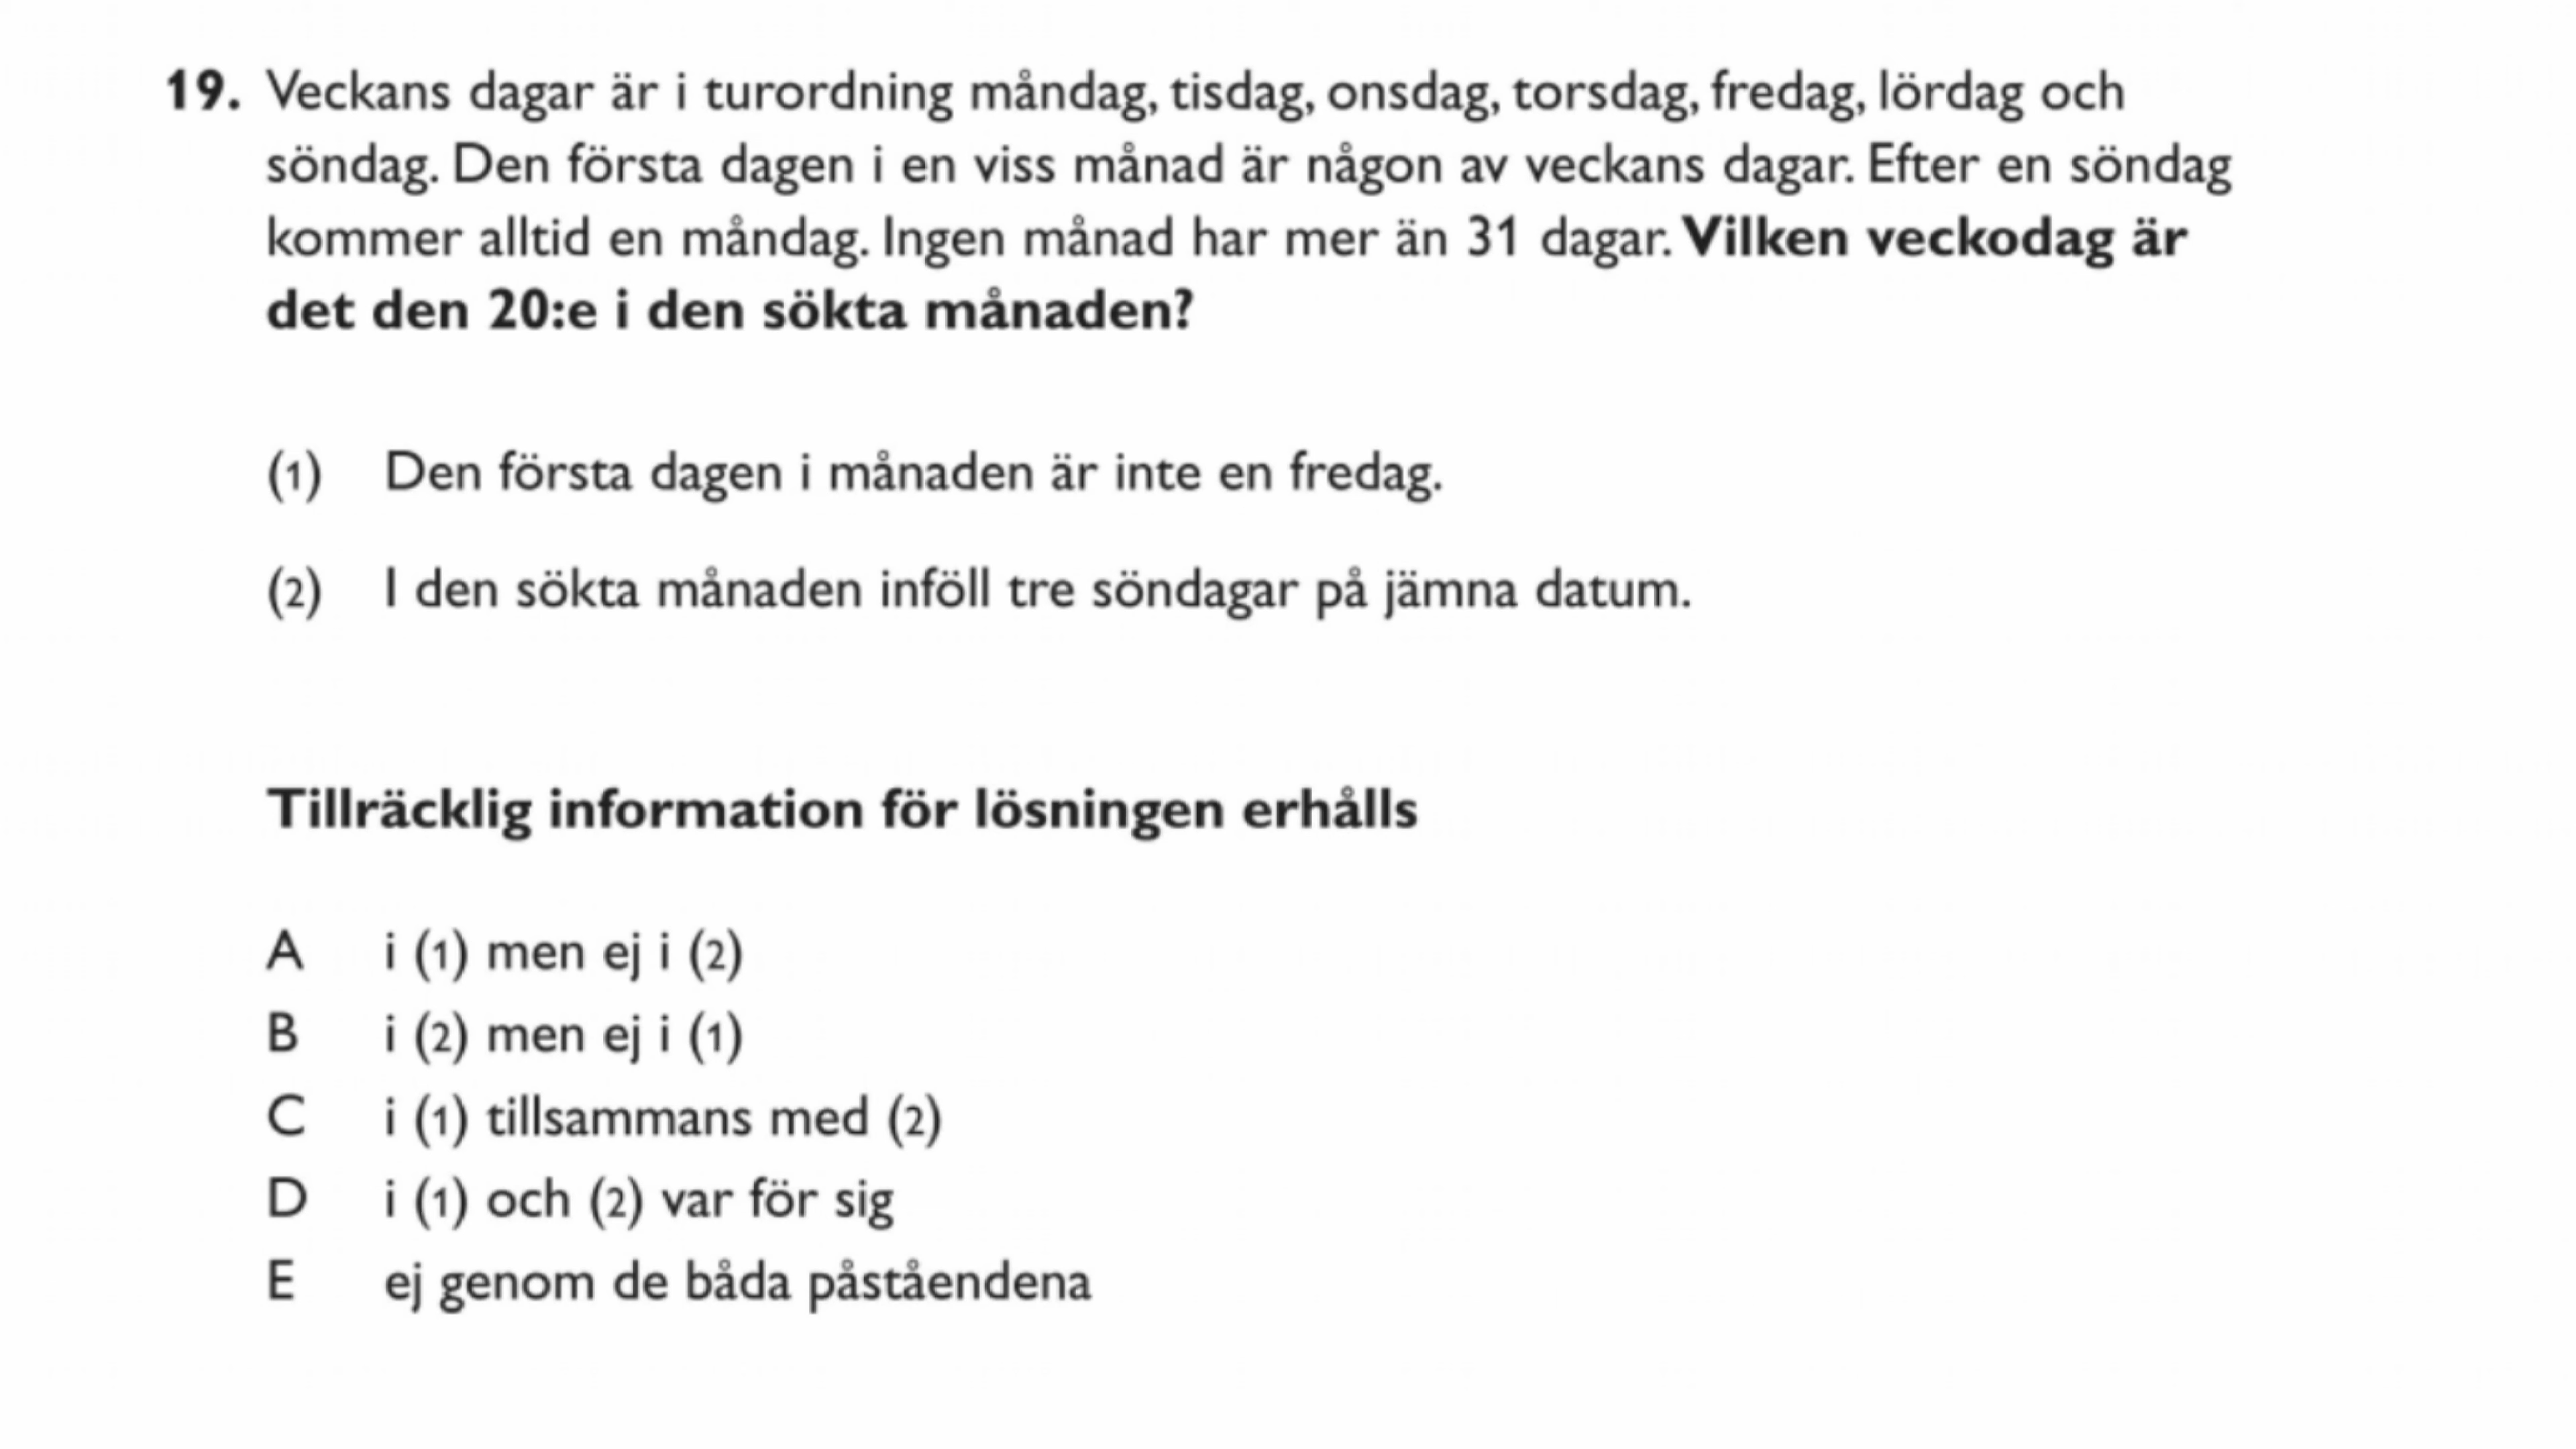 19. Veckans dagar är i turordning måndag, tisdag, onsdag, torsdag, fredag, lördag och
söndag. Den första dagen i en viss månad är någon av veckans dagar. Efter en söndag
kommer alltid en måndag. Ingen månad har mer än 31 dagar. Vilken veckodag är
det den 20:e i den sökta månaden?
(1) Den första dagen i månaden är inte en fredag.
(2) I den sökta månaden inföll tre söndagar på jämna datum.
Tillräcklig information för lösningen erhålls
A i (1) men ej i (2)
B i (2) men ej i (1)
C i (1) tillsammans med (2)
D i (1) och (2) var för sig
E ej genom de båda påståendena